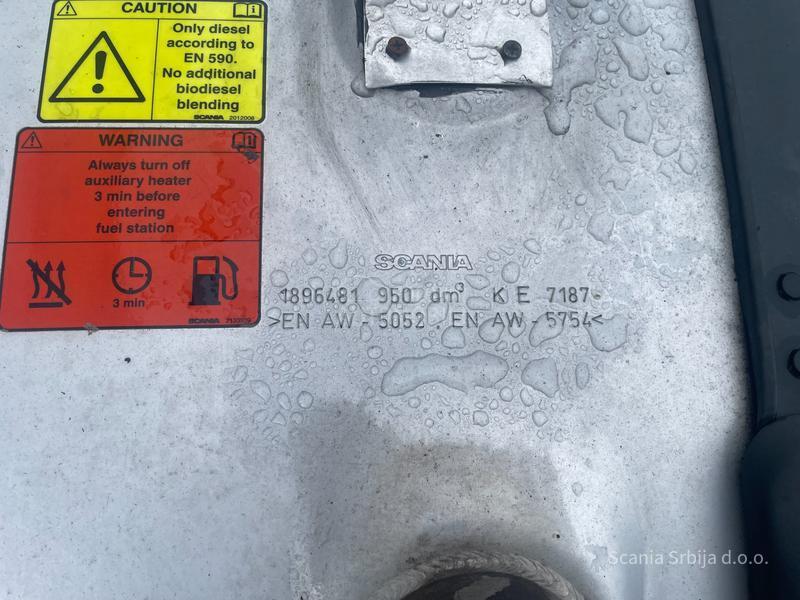 CAUTION
Only diesel
according to
EN 590.
No additional
biodiesel
blending
SCANIA 2012008
WARNING
Always turn off
auxiliary heater
3 min before
entering
fuel station
3 min
SCANIA
SCANIA
1896481 950 dm³ K E 7187
>EN AW - 5052 . EN AW - 5754<
Scania Srbija d.o.o.